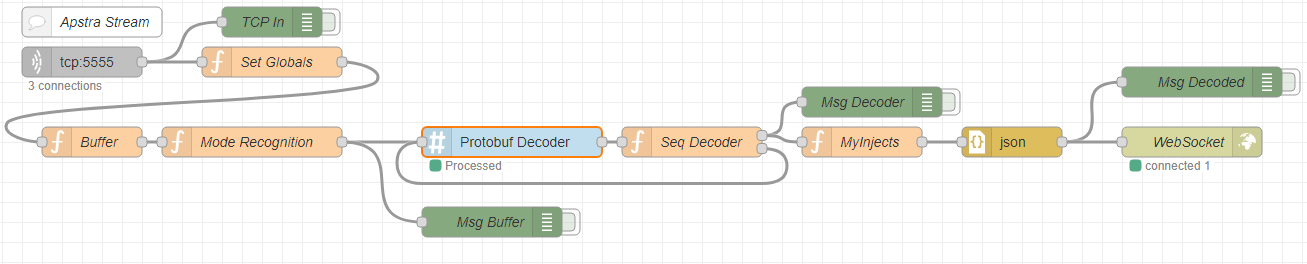 Apstra Stream
TCP In
tcp:5555
Set Globals
3 connections
Msg Decoded
Msg Decoder
Buffer
Mode Recognition
Protobuf Decoder
Seq Decoder
MyInjects
json
WebSocket
Processed
connected 1
Msg Buffer